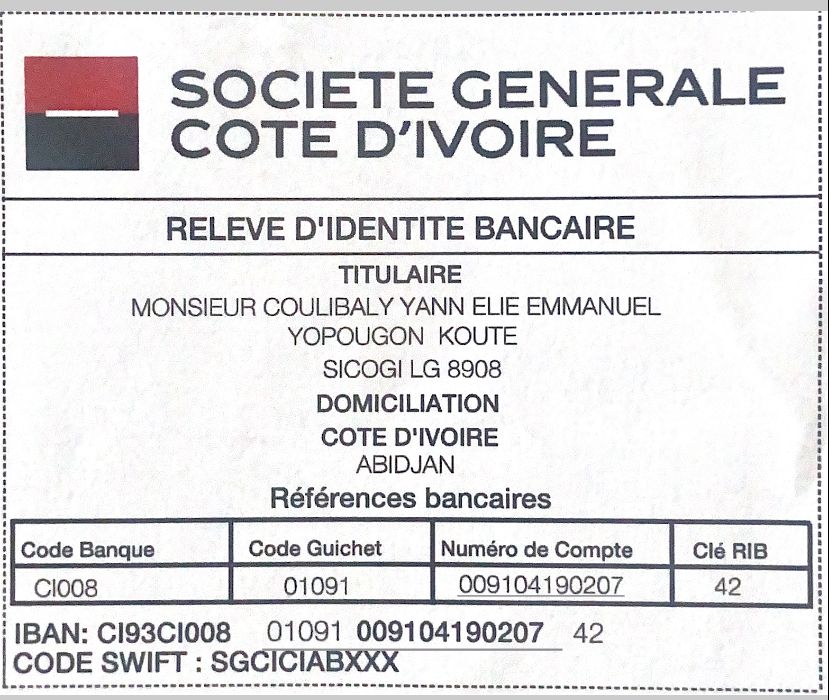 SOCIETE GENERALE
COTE D'IVOIRE
RELEVE D'IDENTITE BANCAIRE
TITULAIRE
MONSIEUR COULIBALY YANN ELIE EMMANUEL
YOPOUGON KOUTE
SICOGI LG 8908
DOMICILIATION
COTE D'IVOIRE
ABIDJAN
Références bancaires
Code Banque Code Guichet Numéro de Compte Clé RIB
CI008 01091 009104190207 42
IBAN: CI93CI008 01091 009104190207 42
CODE SWIFT : SGCICIABXXX